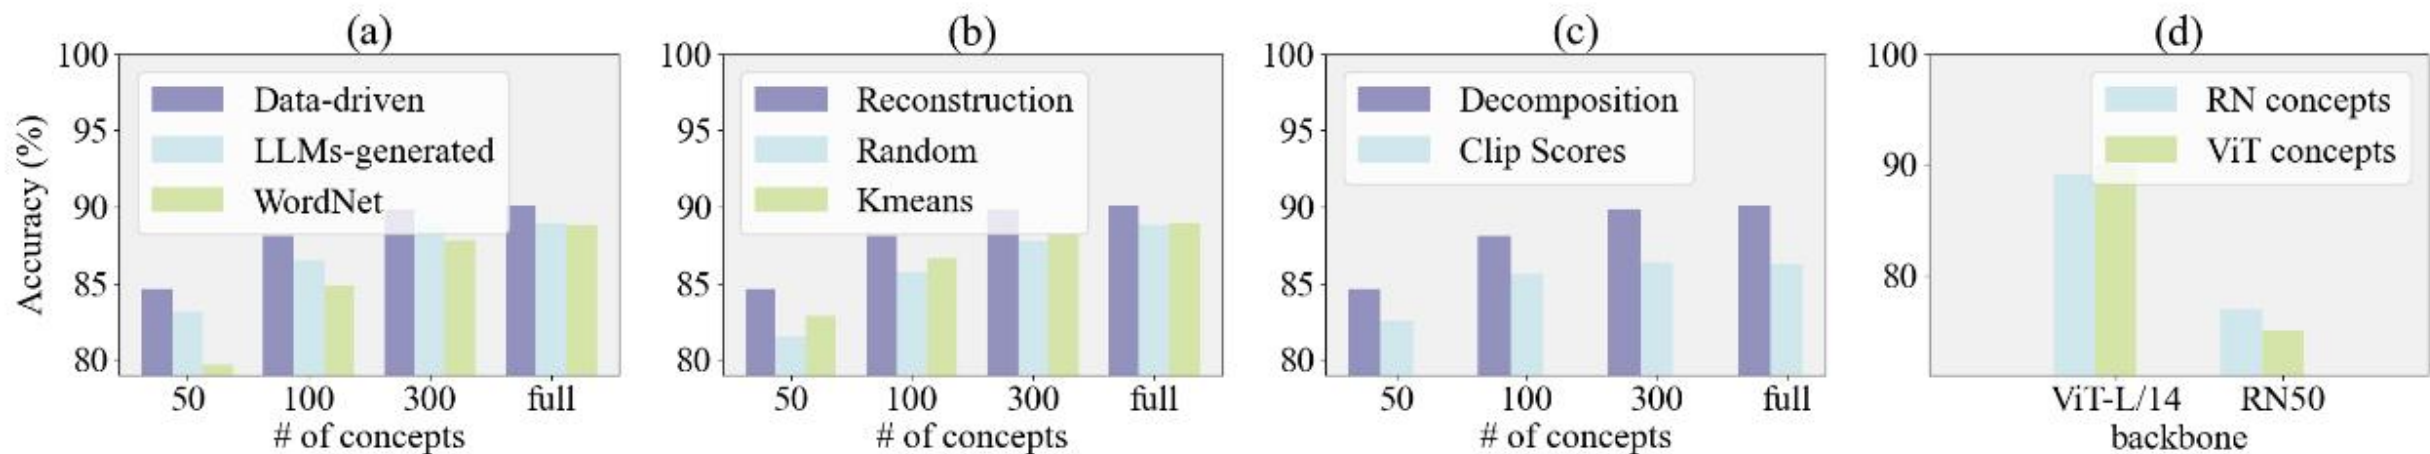 (a)
Accuracy (%)
100
95
90
85
80
Data-driven
LLMs-generated
WordNet
50 100 300 full
# of concepts
(b)
100
95
90
85
80
Reconstruction
Random
Kmeans
50 100 300 full
# of concepts
(c)
100
95
90
85
80
Decomposition
Clip Scores
50 100 300 full
# of concepts
(d)
100
90
80
RN concepts
ViT concepts
ViT-L/14 RN50
backbone